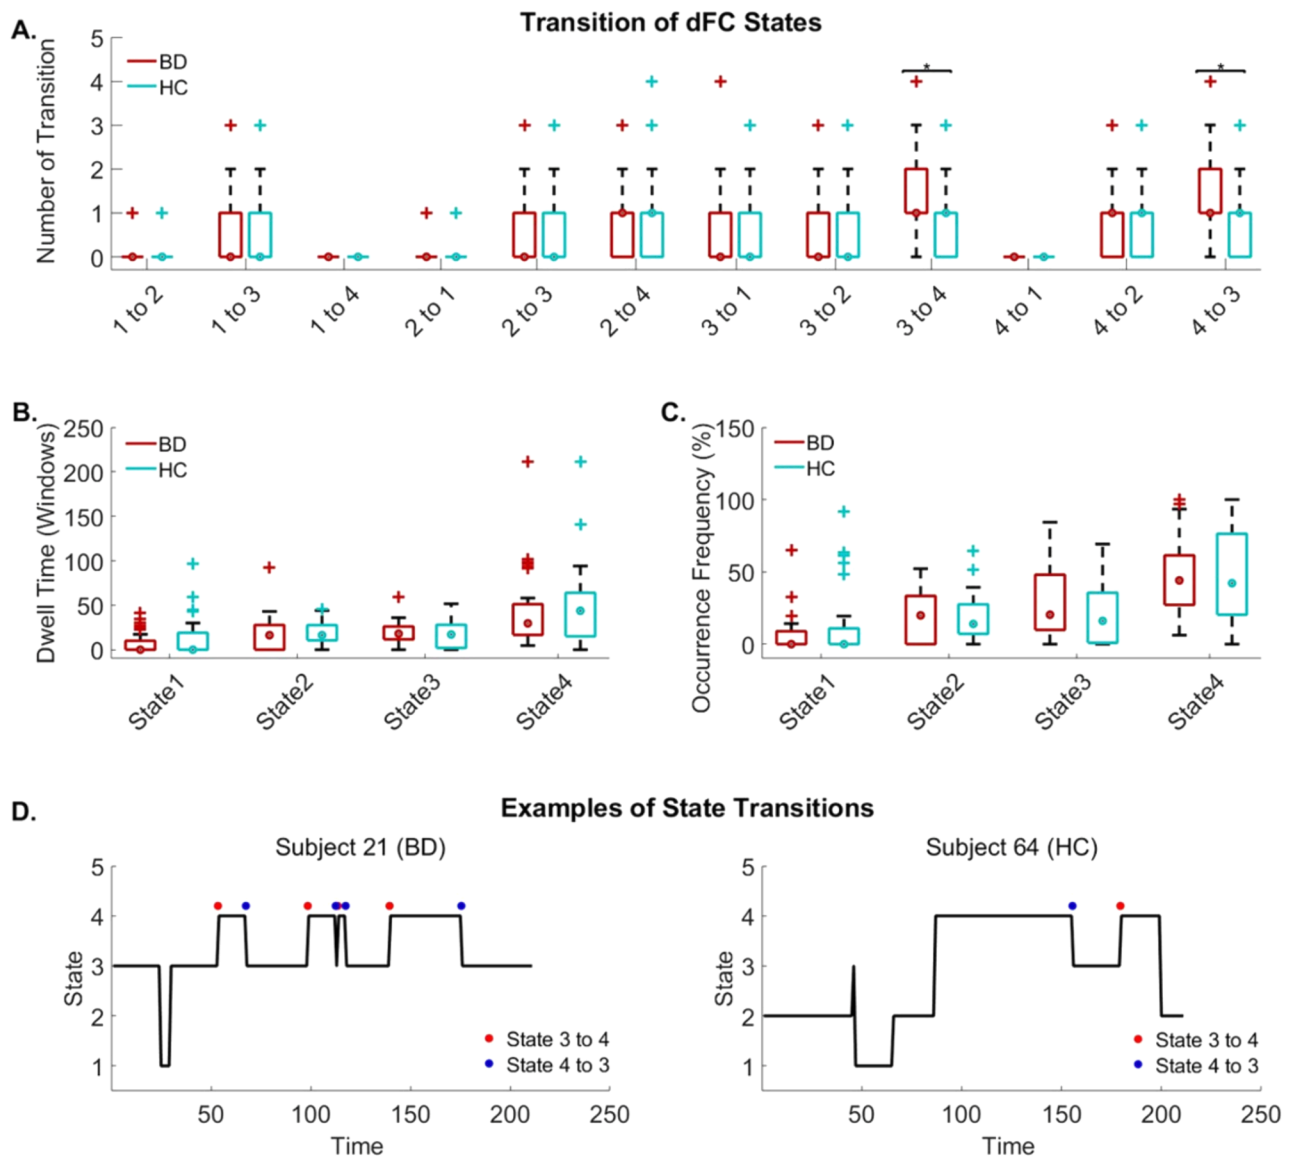 A.
Transition of dFC States
Number of Transition
5
4
3
2
1
0
BD
HC
*
*
1 to 2
1 to 3
1 to 4
2 to 1
2 to 3
2 to 4
3 to 1
3 to 2
3 to 4
4 to 1
4 to 2
4 to 3
B.
Dwell Time (Windows)
250
200
150
100
50
0
BD
HC
State1
State2
State3
State4
C.
Occurrence Frequency (%)
150
100
50
0
BD
HC
State1
State2
State3
State4
D.
Examples of State Transitions
Subject 21 (BD)
State
5
4
3
2
1
State 3 to 4
State 4 to 3
50
100
150
200
250
Time
Subject 64 (HC)
State
5
4
3
2
1
State 3 to 4
State 4 to 3
50
100
150
200
250
Time